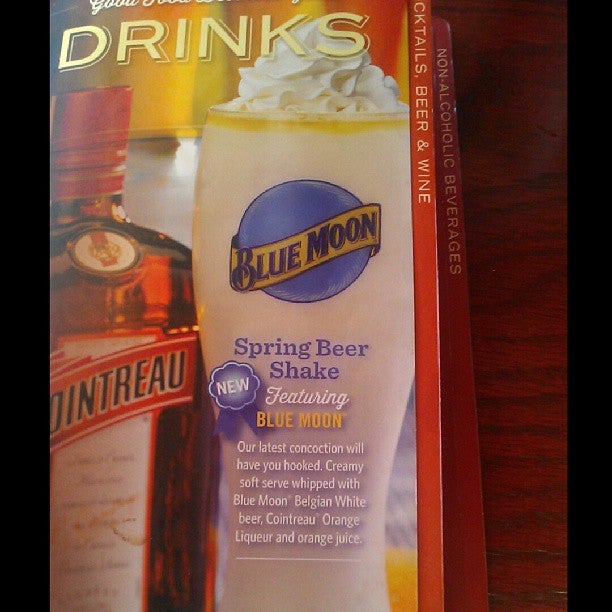 DRINKS
COCKTAILS, BEER & WINE
NON-ALCOHOLIC BEVERAGES
BLUE MOON
Spring Beer
Shake
NEW
Featuring
BLUE MOON®
Our latest concoction will
have you hooked. Creamy
soft serve whipped with
Blue Moon® Belgian White
beer, Cointreau® Orange
Liqueur and orange juice.
OINTREAU